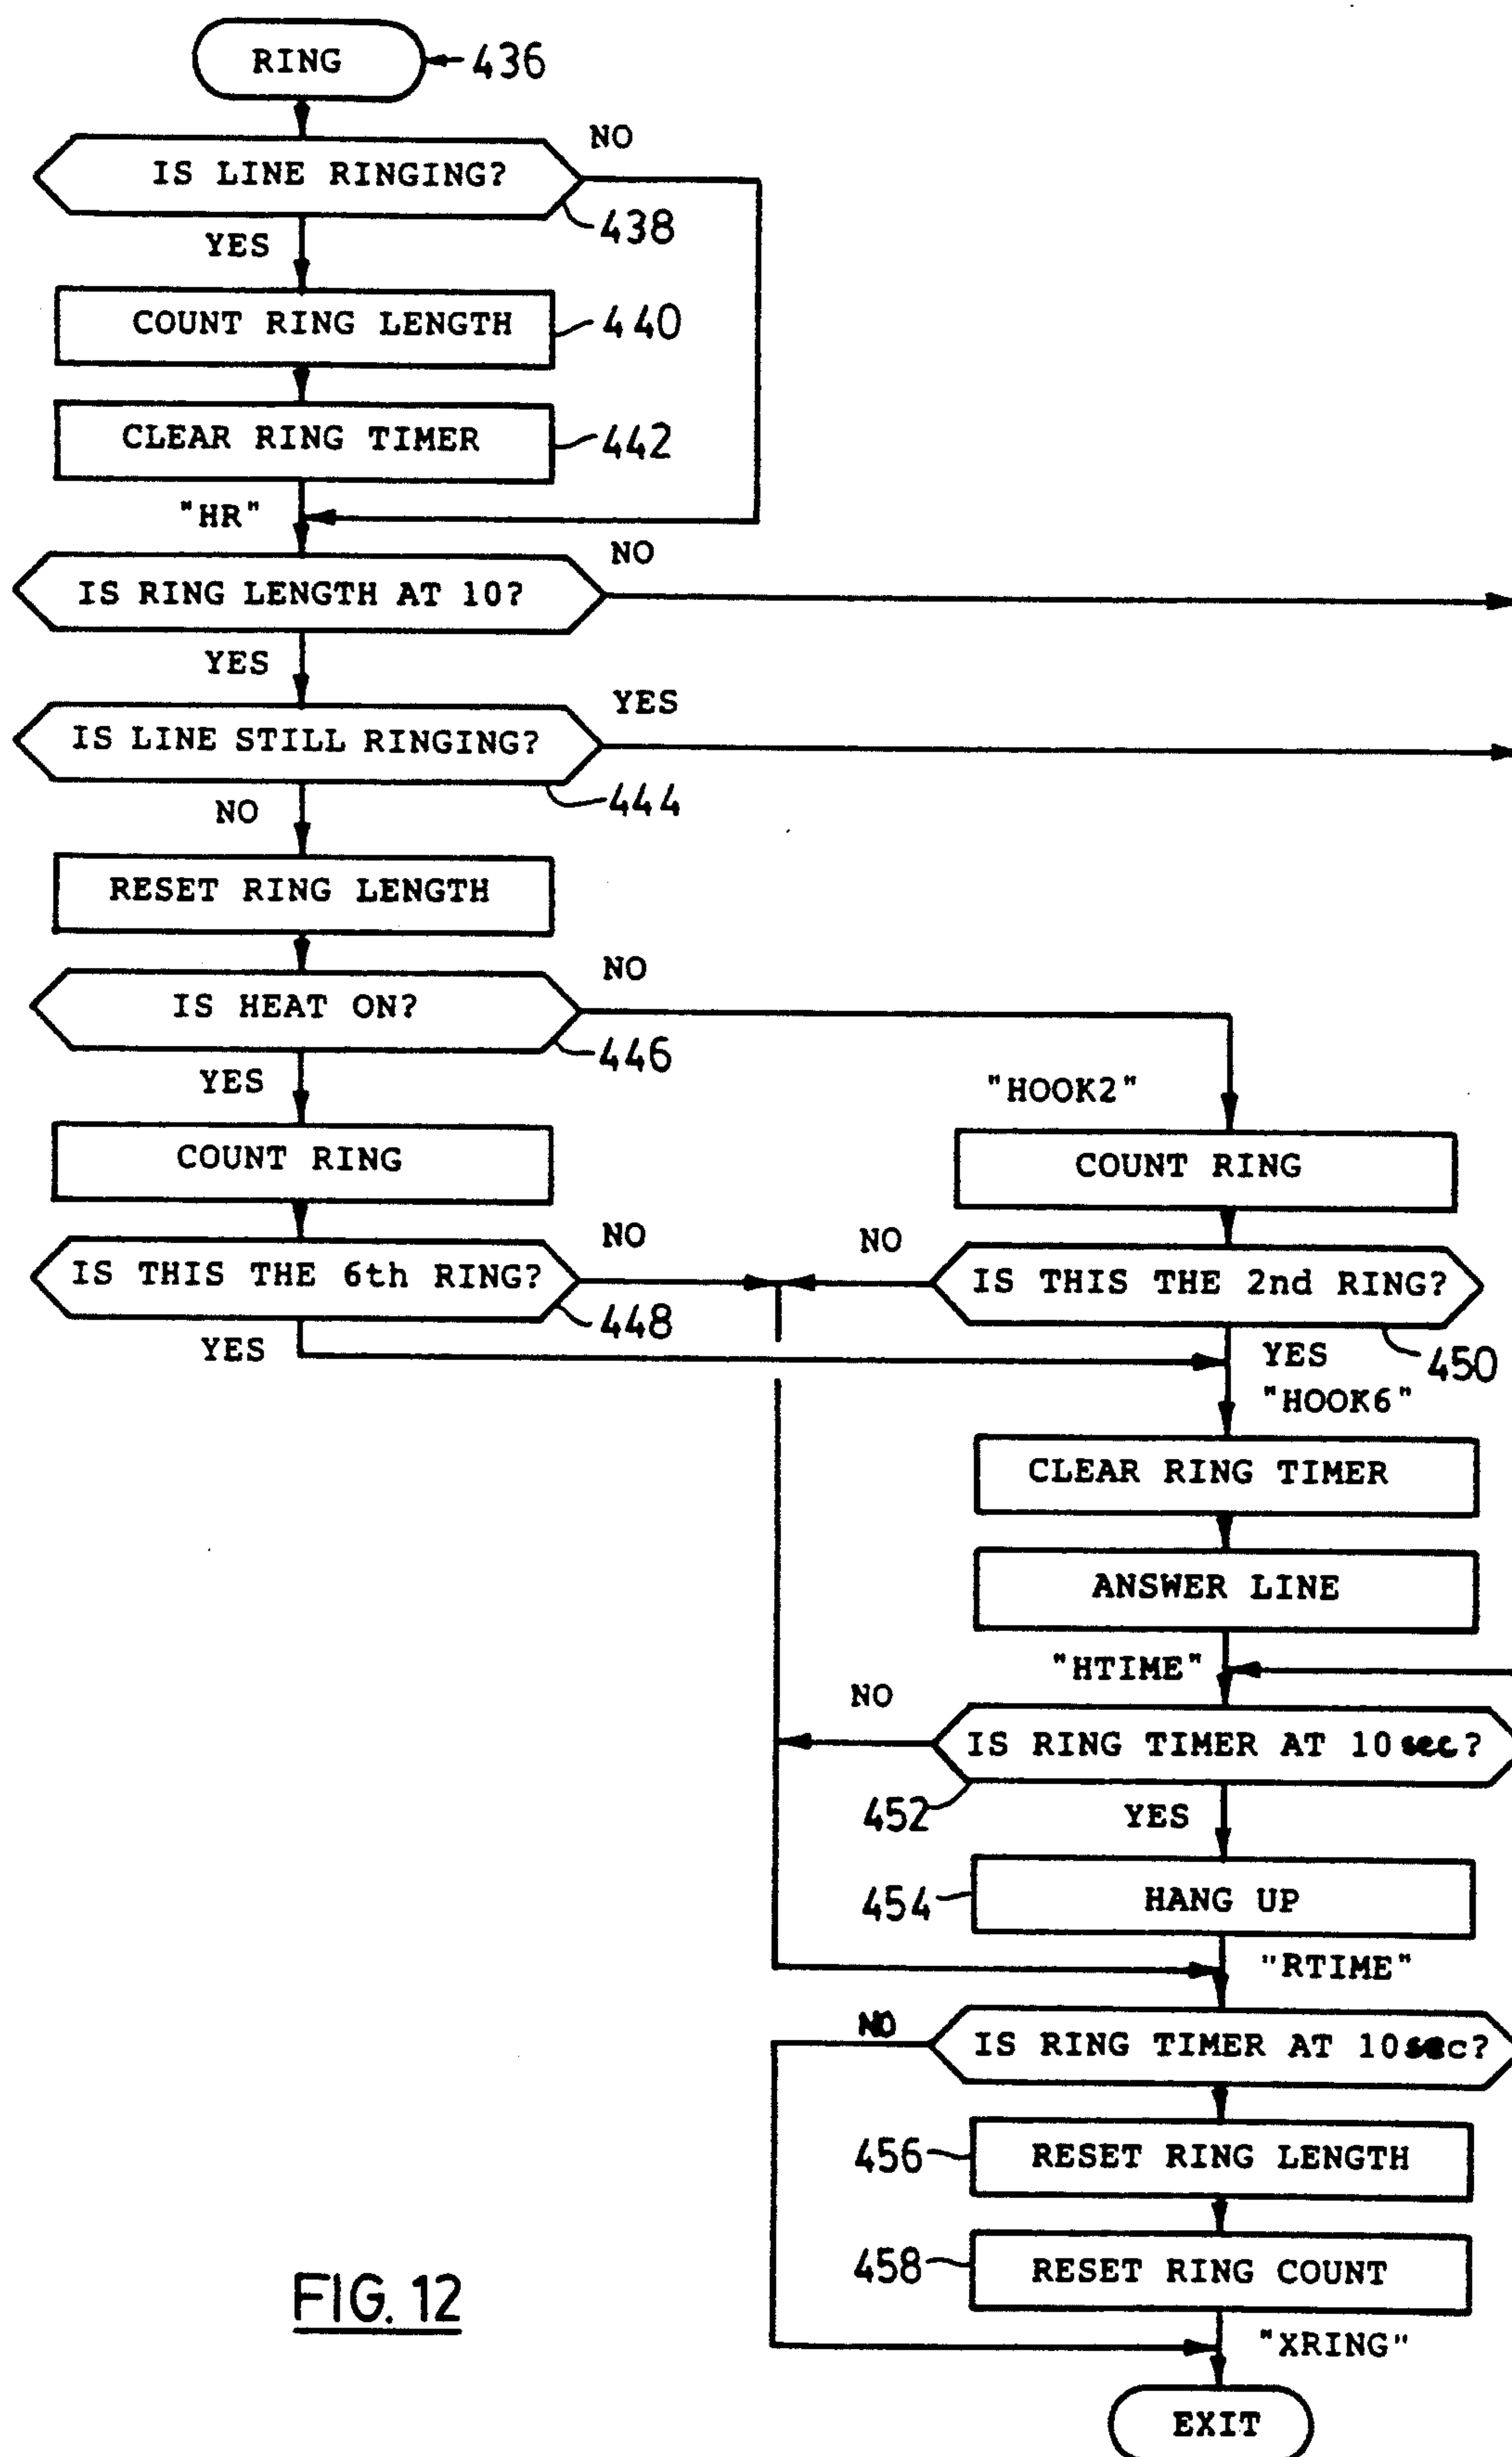 RING
436
NO
IS LINE RINGING?
438
YES
COUNT RING LENGTH
440
CLEAR RING TIMER
442
"HR"
NO
IS RING LENGTH AT 10?
YES
YES
IS LINE STILL RINGING?
444
NO
RESET RING LENGTH
NO
IS HEAT ON?
446
YES
"HOOK2"
COUNT RING
COUNT RING
NO
NO
IS THIS THE 6th RING?
IS THIS THE 2nd RING?
448
YES
YES
450
"HOOK6"
CLEAR RING TIMER
ANSWER LINE
"HTIME"
NO
IS RING TIMER AT 10 sec?
452
YES
454
HANG UP
"RTIME"
NO
IS RING TIMER AT 10 sec?
456
RESET RING LENGTH
458
RESET RING COUNT
"XRING"
EXIT
FIG. 12